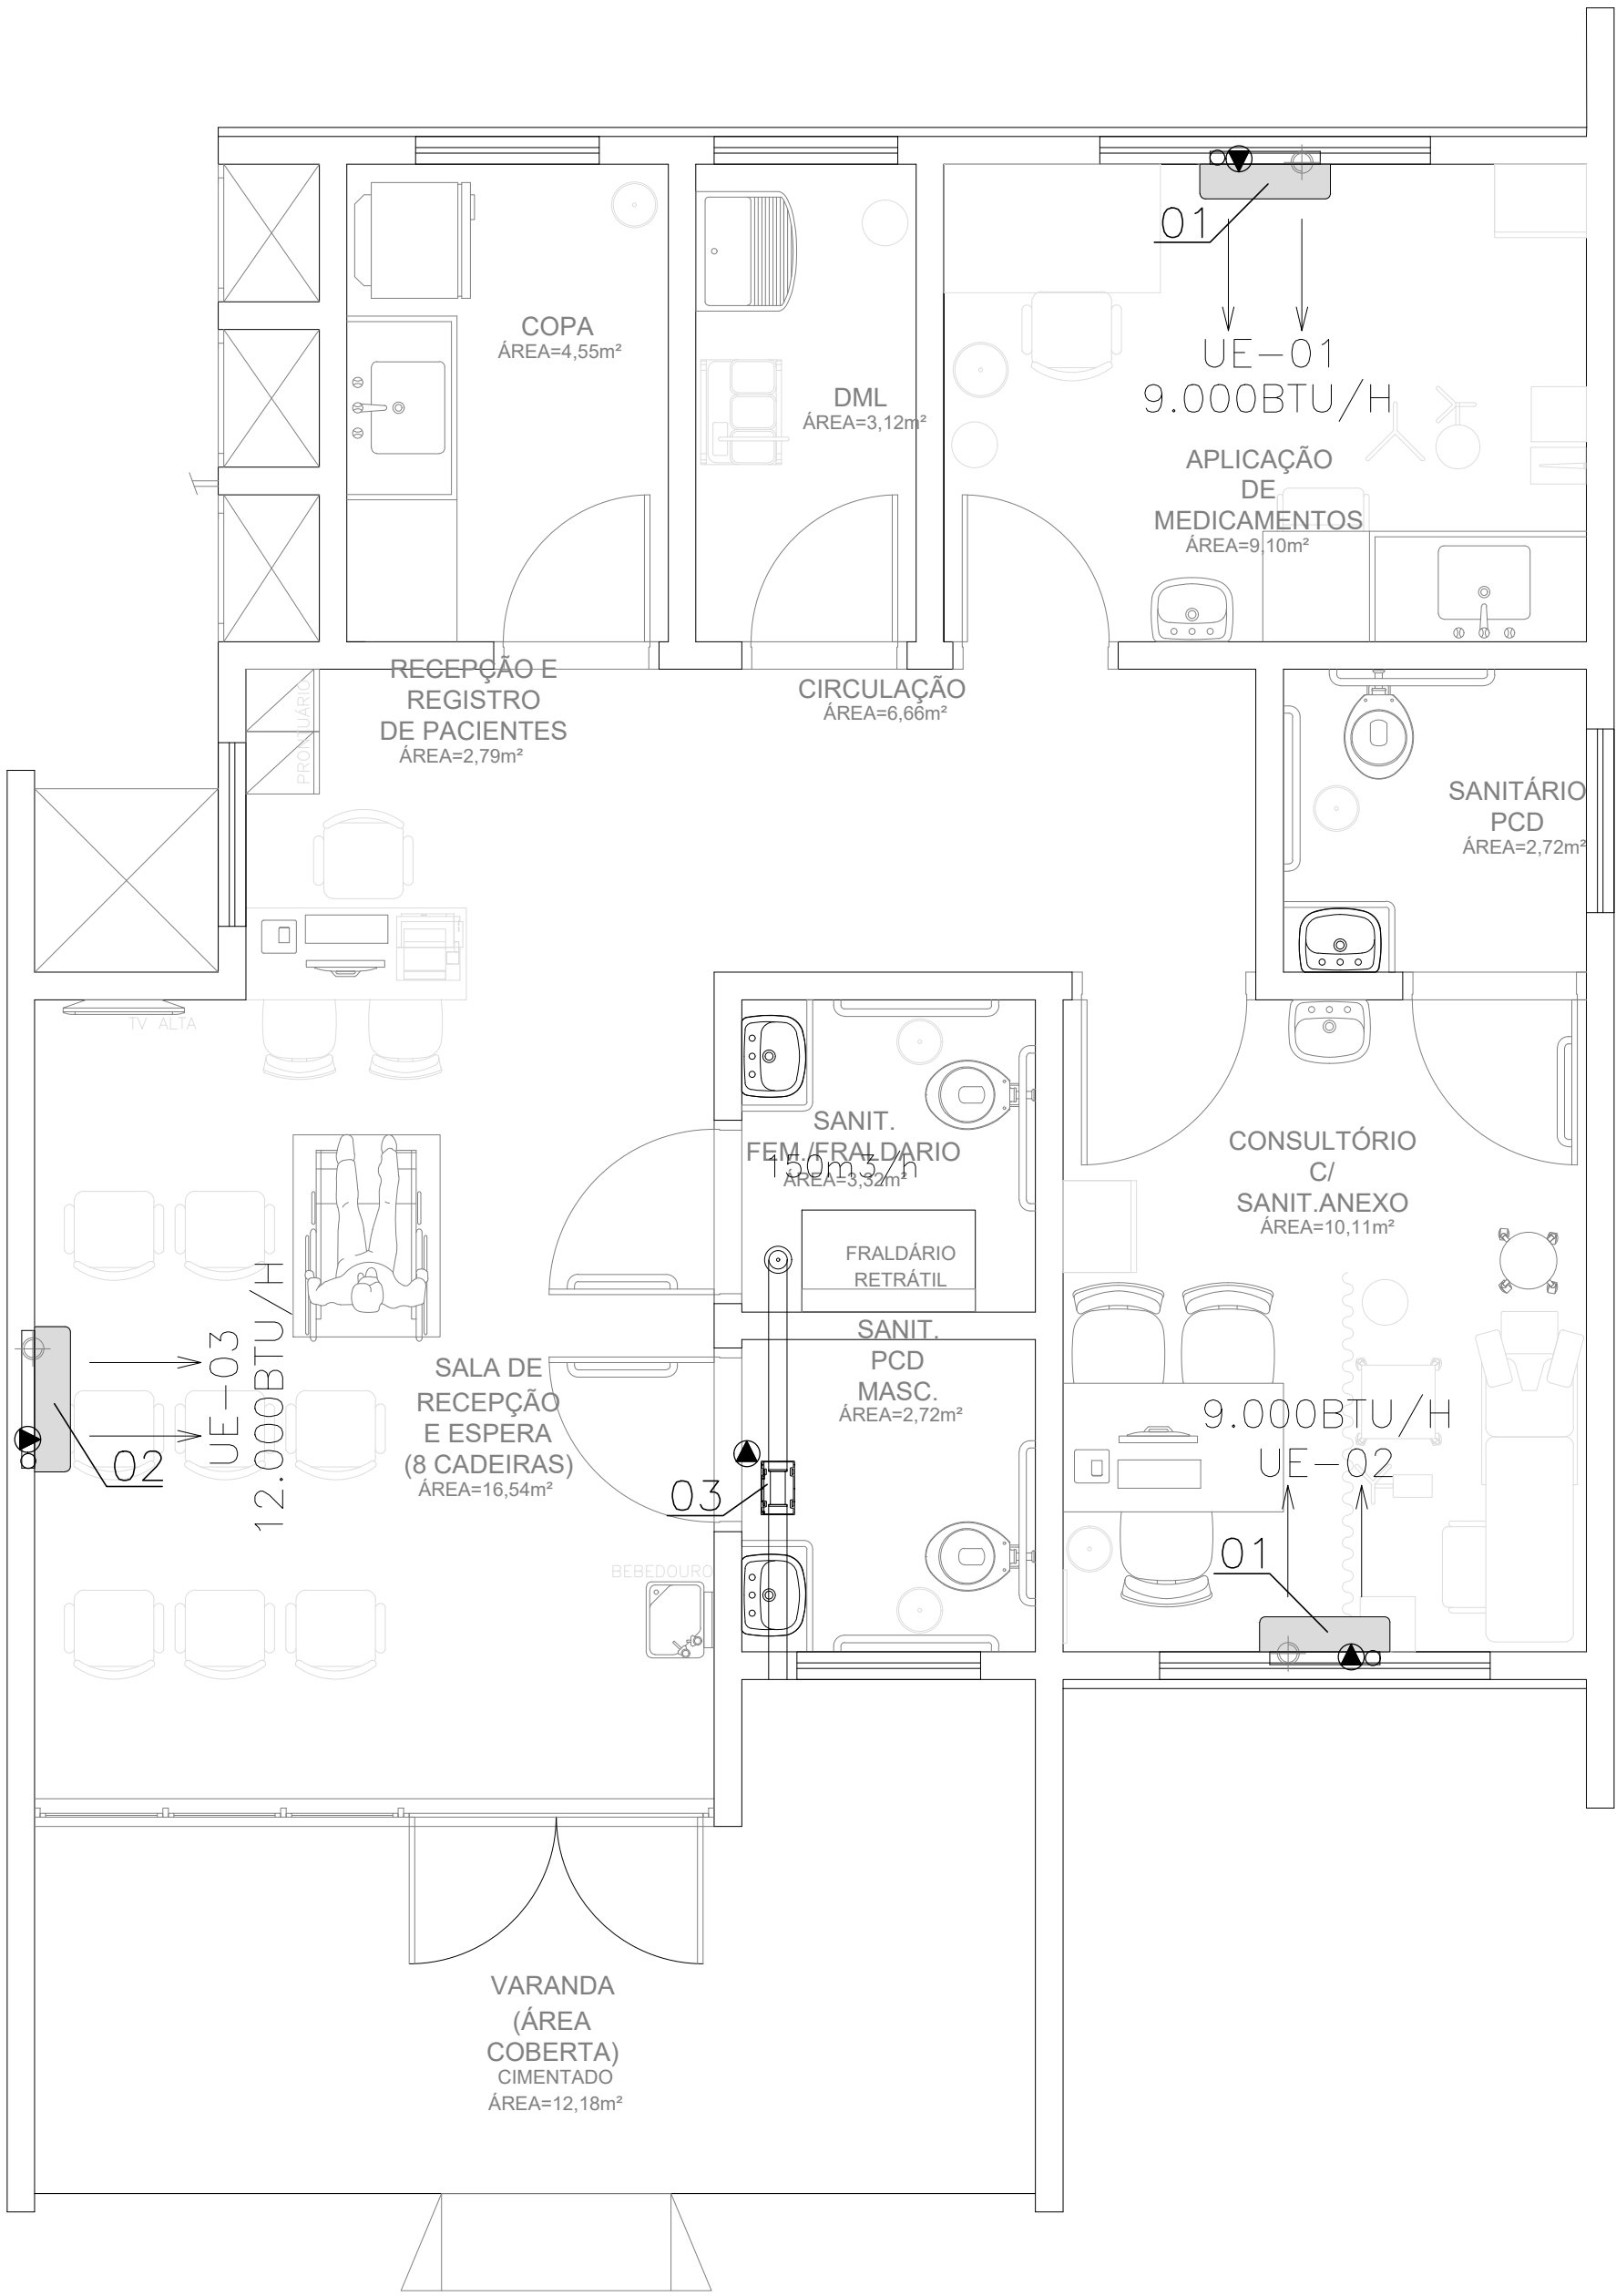 01
UE-01
9.000BTU/H
COPA
ÁREA=4,55m²
DML
ÁREA=3,12m²
APLICAÇÃO
DE
MEDICAMENTOS
ÁREA=9,10m²
RECEPÇÃO E
REGISTRO
DE PACIENTES
ÁREA=2,79m²
PRONTUÁRIO
CIRCULAÇÃO
ÁREA=6,66m²
SANITÁRIO
PCD
ÁREA=2,72m²
TV ALTA
SANIT.
FEM./FRALDARIO
150m3/h
ÁREA=3,32m²
FRALDÁRIO
RETRÁTIL
CONSULTÓRIO
C/
SANIT.ANEXO
ÁREA=10,11m²
UE-03
12.000BTU/H
02
SALA DE
RECEPÇÃO
E ESPERA
(8 CADEIRAS)
ÁREA=16,54m²
SANIT.
PCD
MASC.
ÁREA=2,72m²
03
9.000BTU/H
UE-02
01
BEBEDOURO
VARANDA
(ÁREA
COBERTA)
CIMENTADO
ÁREA=12,18m²